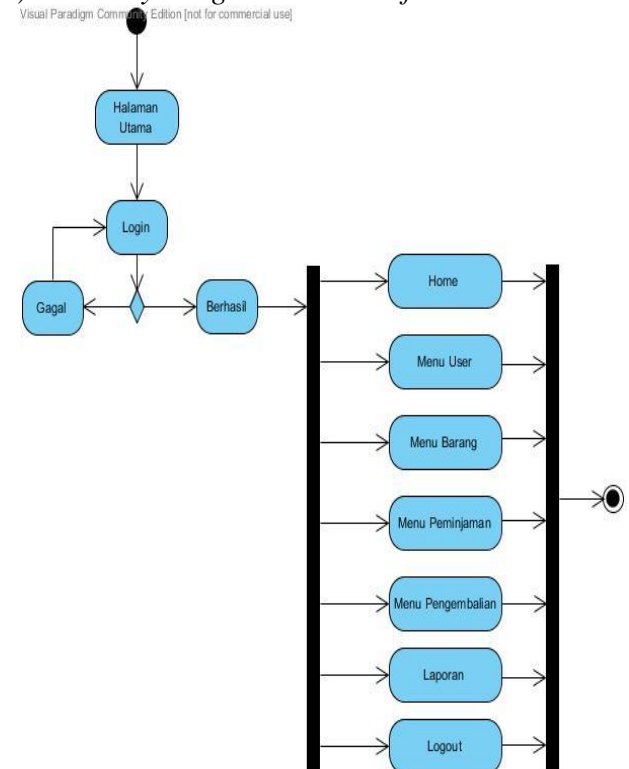 Visual Paradigm Community Edition [not for commercial use]
Halaman
Utama
Login
Gagal
Berhasil
Home
Menu User
Menu Barang
Menu Peminjaman
Menu Pengembalian
Laporan
Logout